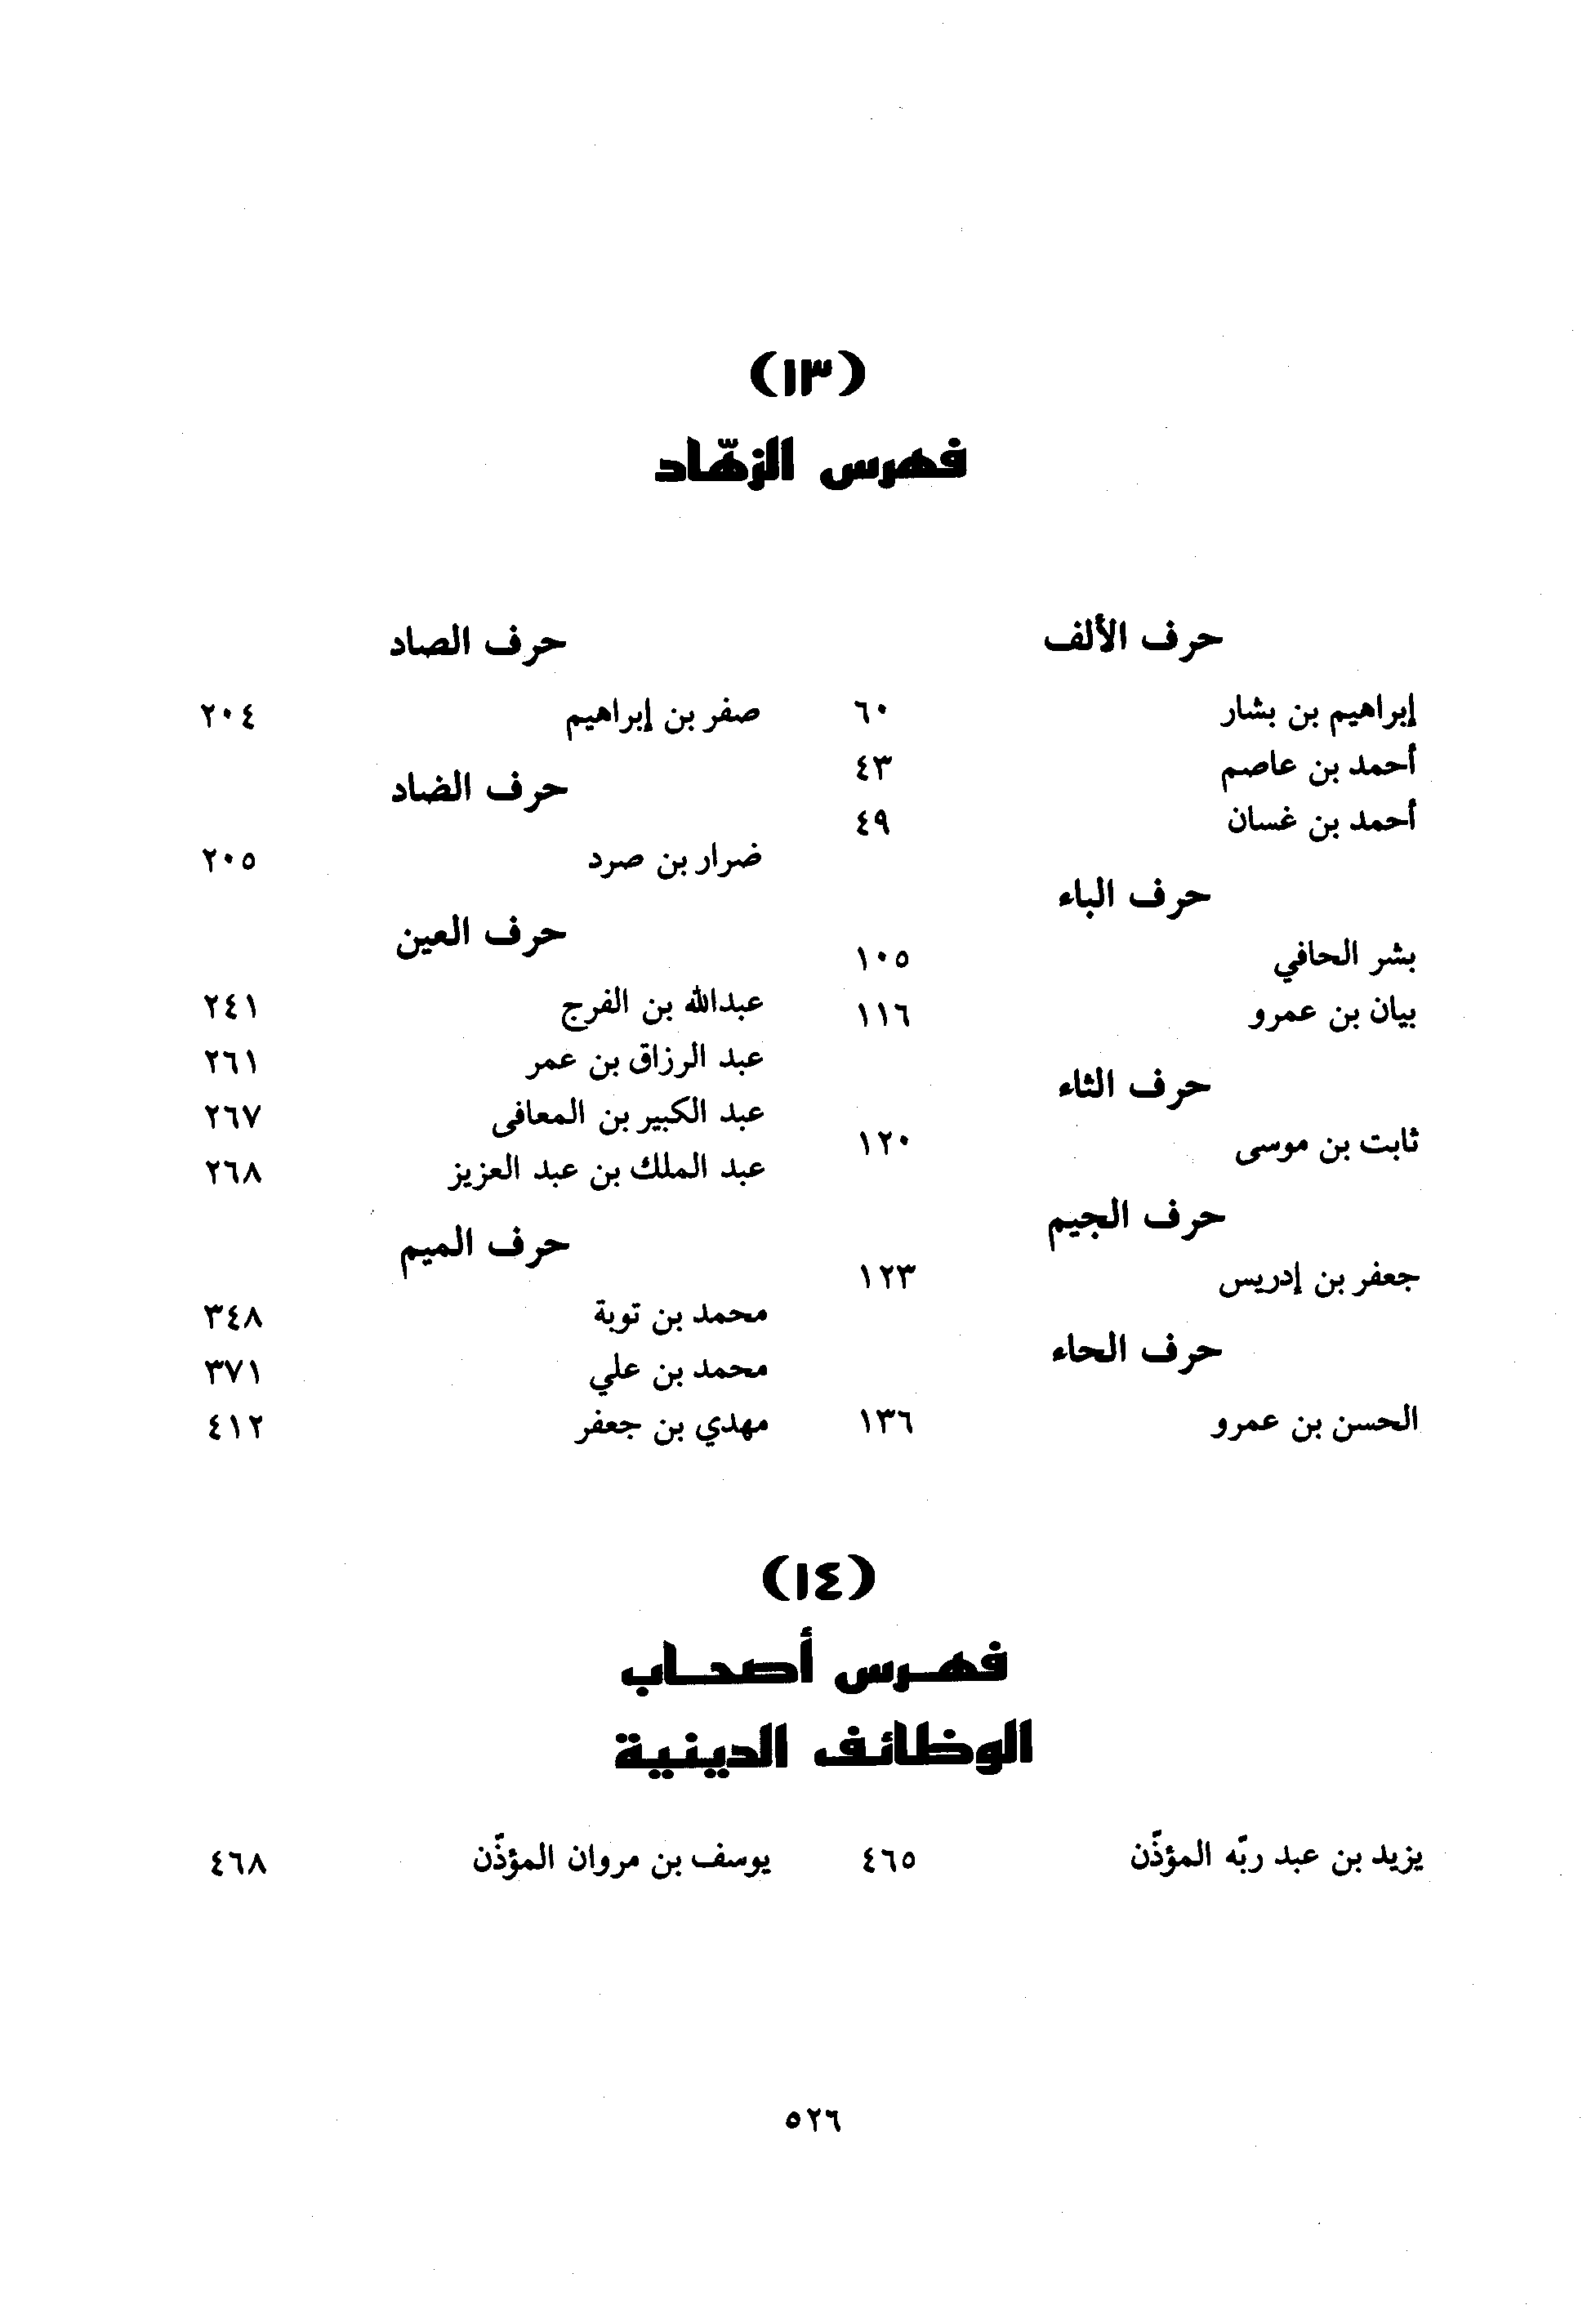 (١٣)
فهرس الزهّاد
حرف الألف
إبراهيم بن بشار ٦٠
أحمد بن عاصم ٤٣
أحمد بن غسان ٤٩
حرف الباء
بشر الحافي ١٠٥
بيان بن عمرو ١١٦
حرف الثاء
ثابت بن موسى ١٢٠
حرف الجيم
جعفر بن إدريس ١٢٣
حرف الحاء
الحسن بن عمرو ١٣٦
حرف الصاد
صفر بن إبراهيم ٢٠٤
حرف الضاد
ضرار بن صرد ٢٠٥
حرف العين
عبدالله بن الفرج ٢٤١
عبد الرزاق بن عمر ٢٦١
عبد الكبير بن المعافى ٢٦٧
عبد الملك بن عبد العزيز ٢٦٨
حرف الميم
محمد بن توبة ٣٤٨
محمد بن علي ٣٧١
مهدي بن جعفر ٤١٢
(١٤)
فهرس أصحاب
الوظائف الدينية
يزيد بن عبد ربّه المؤذّن ٤٦٥
يوسف بن مروان المؤذّن ٤٦٨
٥٢٦